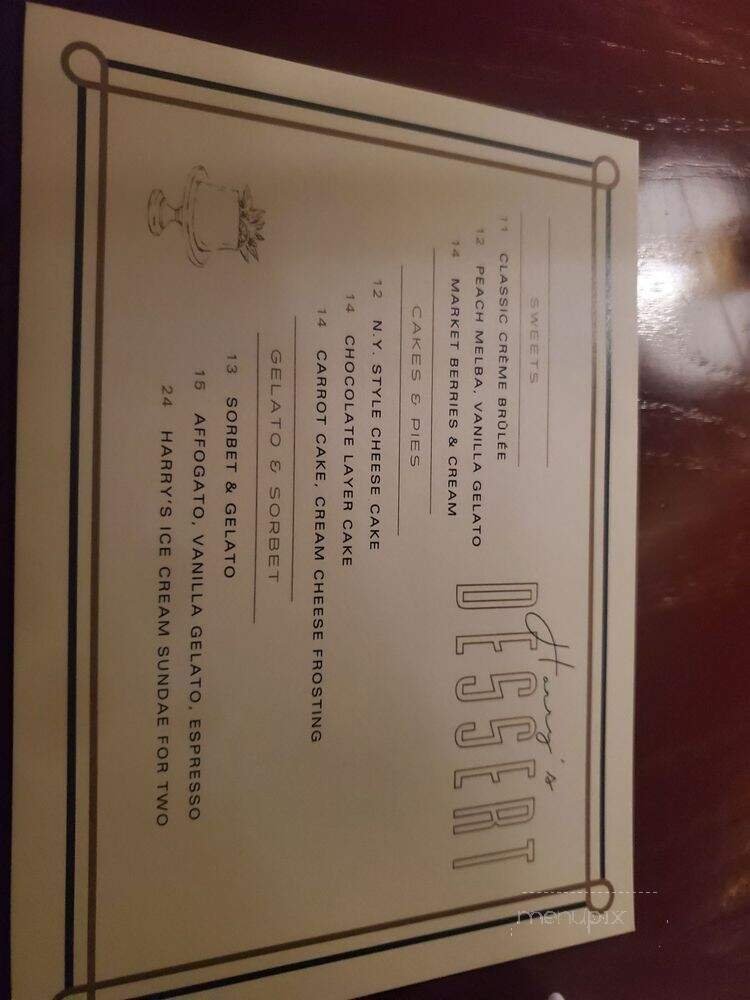 Harry's
DESSERT
SWEETS
11 CLASSIC CRÈME BRÛLÉE
12 PEACH MELBA, VANILLA GELATO
14 MARKET BERRIES & CREAM
CAKES & PIES
12 N.Y. STYLE CHEESE CAKE
14 CHOCOLATE LAYER CAKE
14 CARROT CAKE, CREAM CHEESE FROSTING
GELATO & SORBET
13 SORBET & GELATO
15 AFFOGATO, VANILLA GELATO, ESPRESSO
24 HARRY'S ICE CREAM SUNDAE FOR TWO
menupix